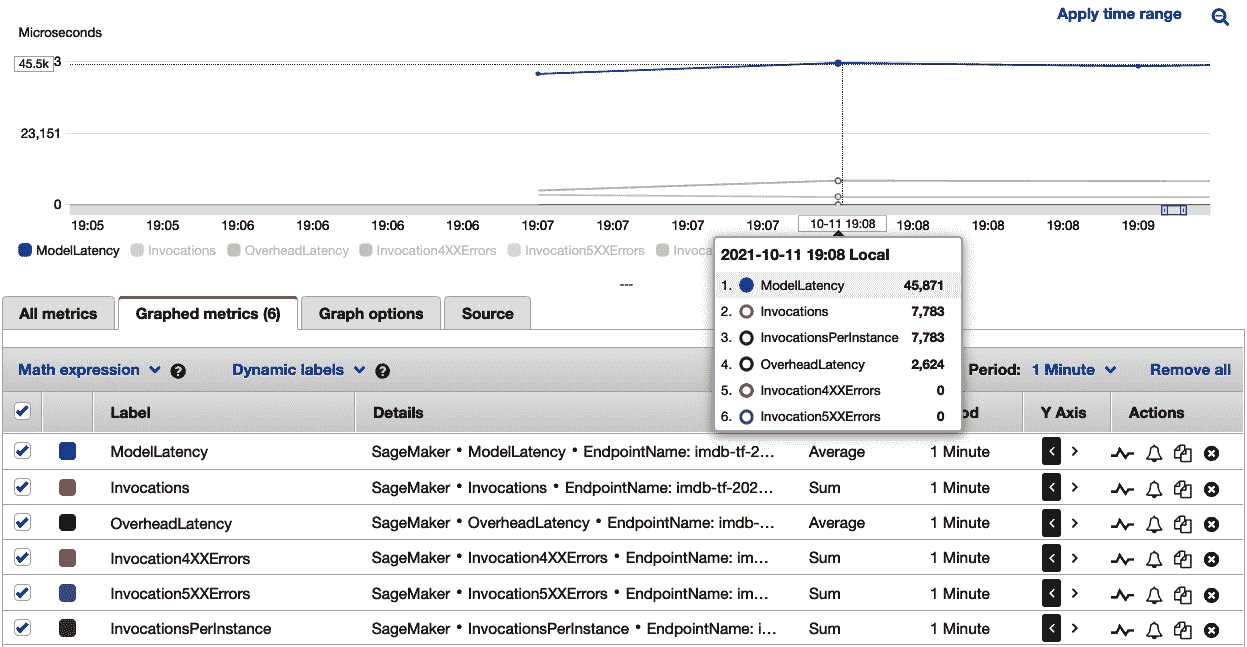 Apply time range
Microseconds
45.5k 3
23,151
0
19:05 19:05 19:06 19:06 19:06 19:07 19:07 19:07 19:07 19:07 10-11 19:08 19:08 19:08 19:08 19:09
ModelLatency Invocations OverheadLatency Invocation4XXErrors Invocation5XXErrors Invoca
2021-10-11 19:08 Local
1. ModelLatency 45,871
2. Invocations 7,783
3. InvocationsPerInstance 7,783
4. OverheadLatency 2,624
5. Invocation4XXErrors 0
6. Invocation5XXErrors 0
---
All metrics Graphed metrics (6) Graph options Source
Math expression ? Dynamic labels ? Period: 1 Minute Remove all
Label Details od Y Axis Actions
ModelLatency SageMaker • ModelLatency • EndpointName: imdb-tf-2... Average 1 Minute < >
Invocations SageMaker • Invocations • EndpointName: imdb-tf-202... Sum 1 Minute < >
OverheadLatency SageMaker • OverheadLatency • EndpointName: imdb-... Average 1 Minute < >
Invocation4XXErrors SageMaker • Invocation4XXErrors • EndpointName: im... Sum 1 Minute < >
Invocation5XXErrors SageMaker • Invocation5XXErrors • EndpointName: im... Sum 1 Minute < >
InvocationsPerInstance SageMaker • InvocationsPerInstance • EndpointName: i... Sum 1 Minute < >